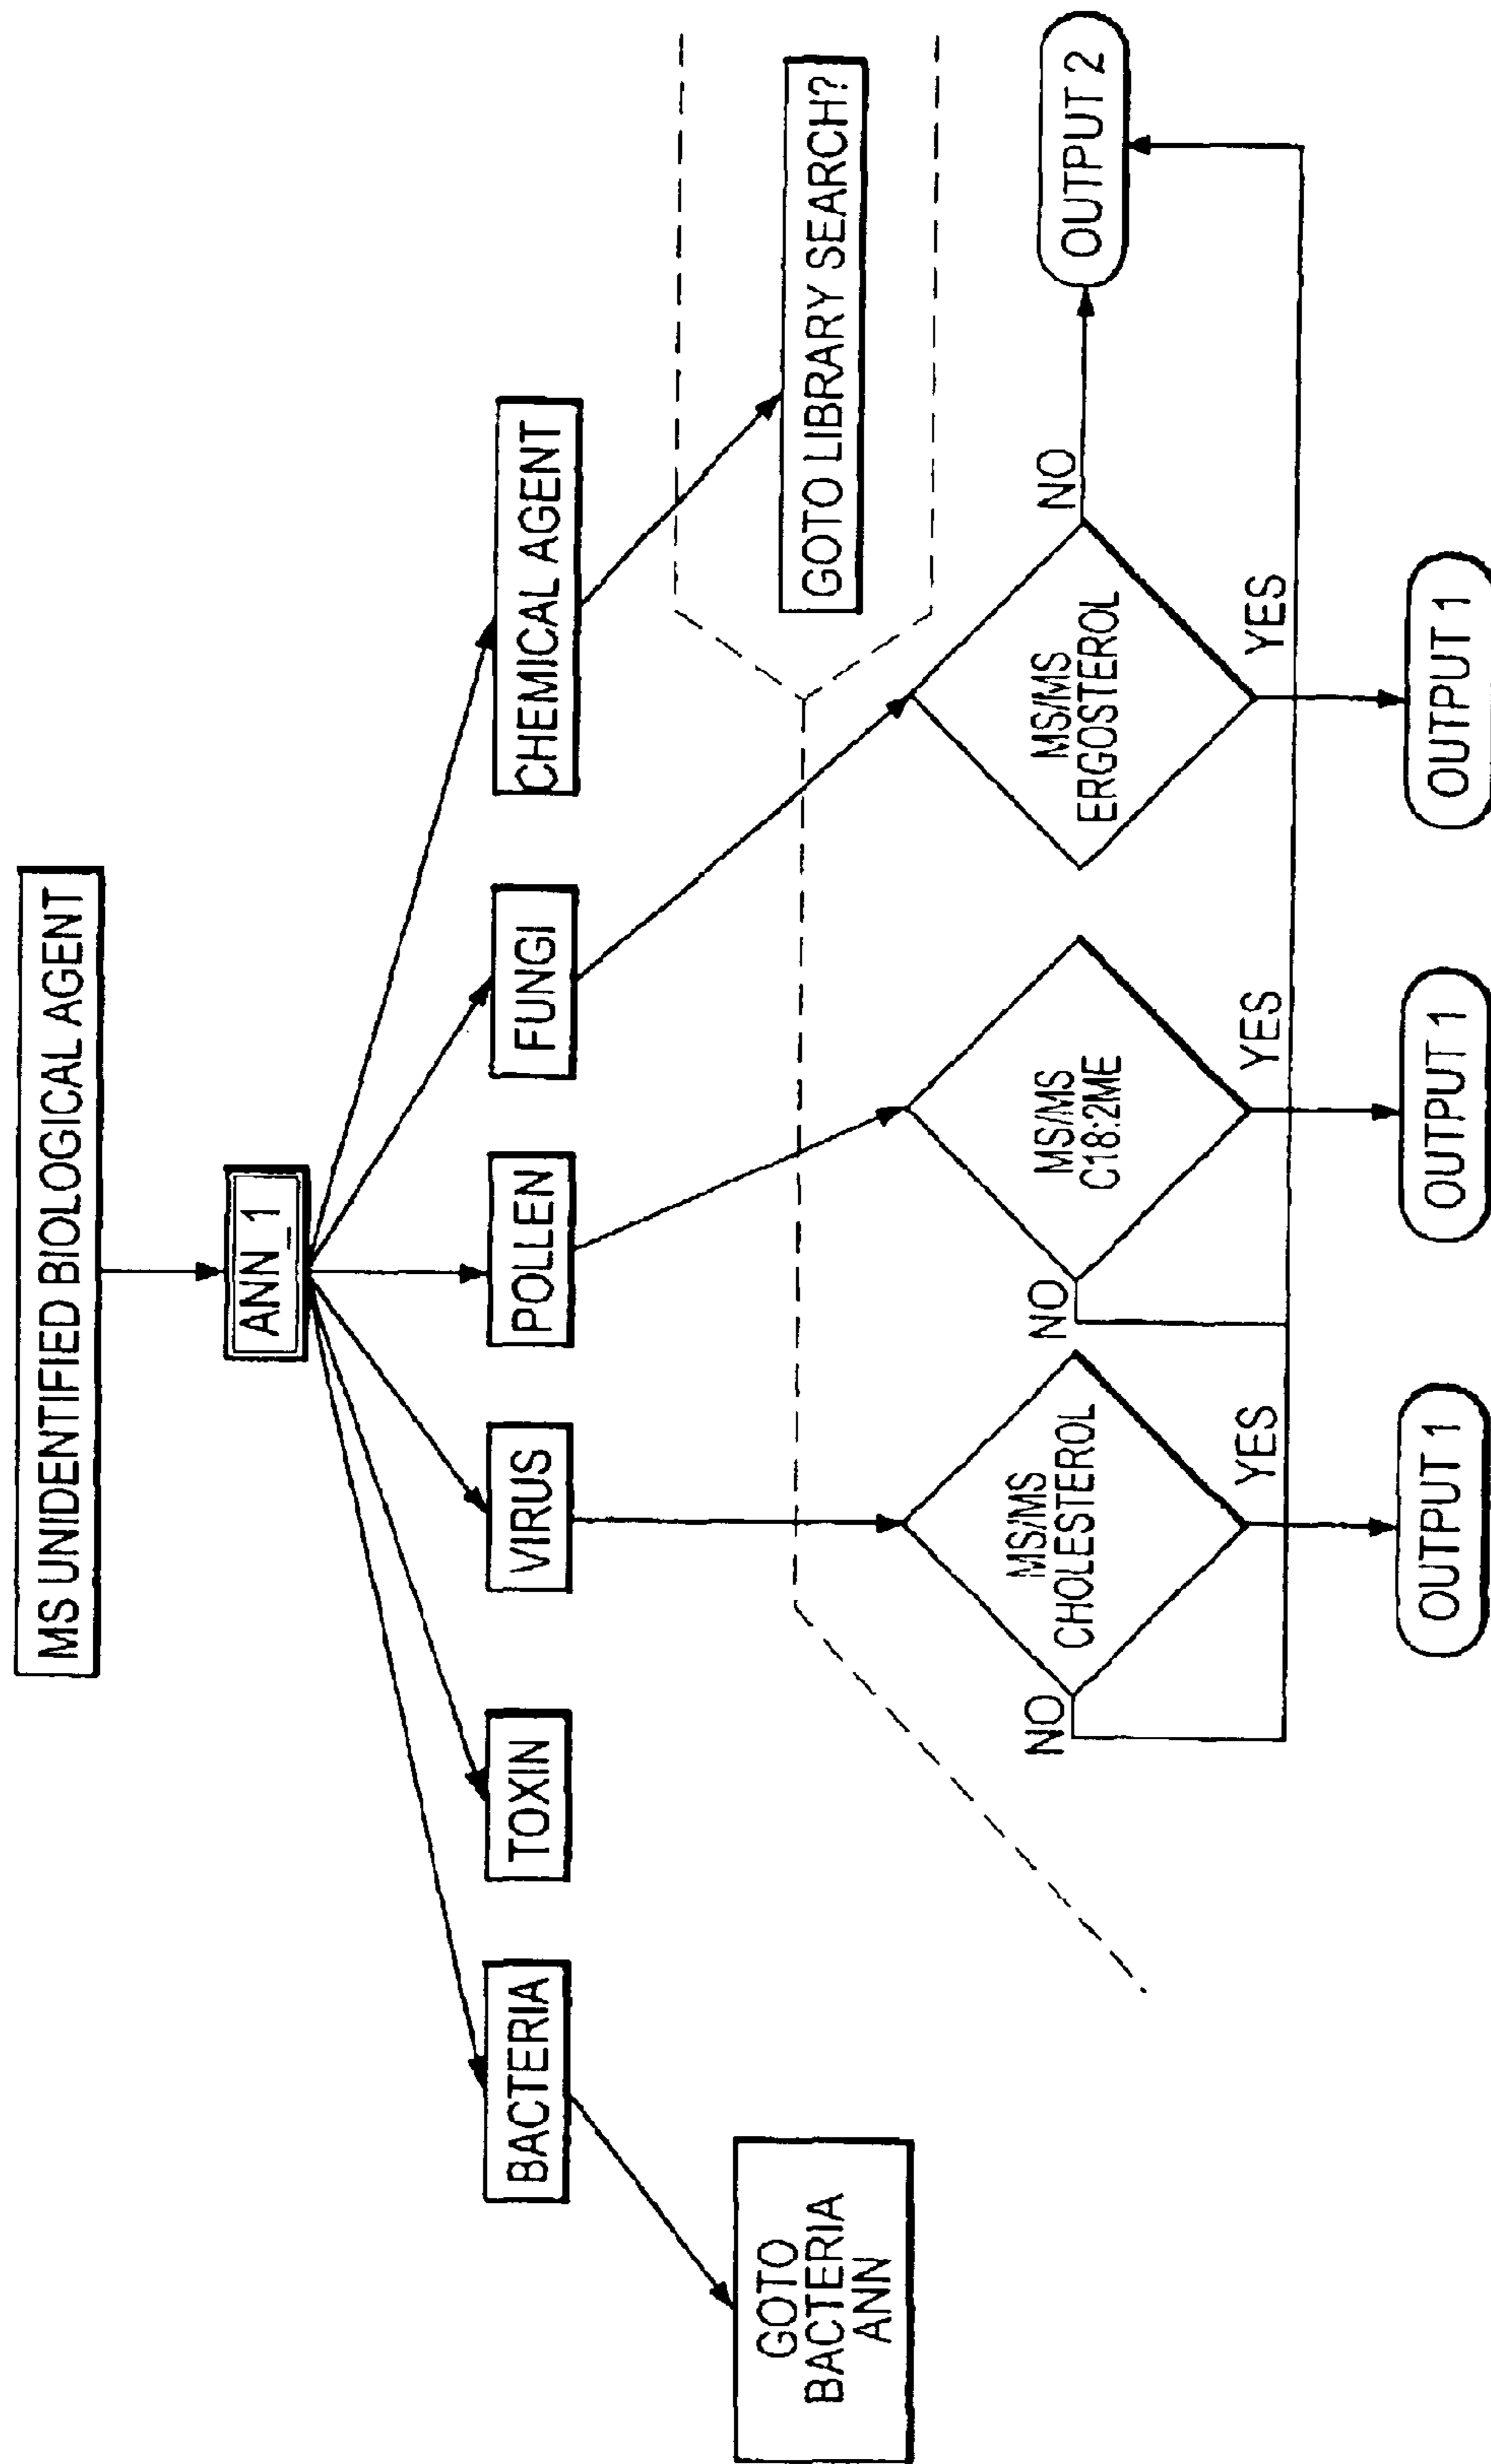 MS UNIDENTIFIED BIOLOGICAL AGENT
ANN_1
BACTERIA
TOXIN
VIRUS
POLLEN
FUNGI
CHEMICAL AGENT
GOTO
BACTERIA
ANN
GOTO LIBRARY SEARCH?
NO
MS/MS
CHOLESTEROL
YES
NO
MS/MS
C18:2ME
YES
MS/MS
ERGOSTEROL
NO
YES
OUTPUT 2
OUTPUT 1
OUTPUT 1
OUTPUT 1